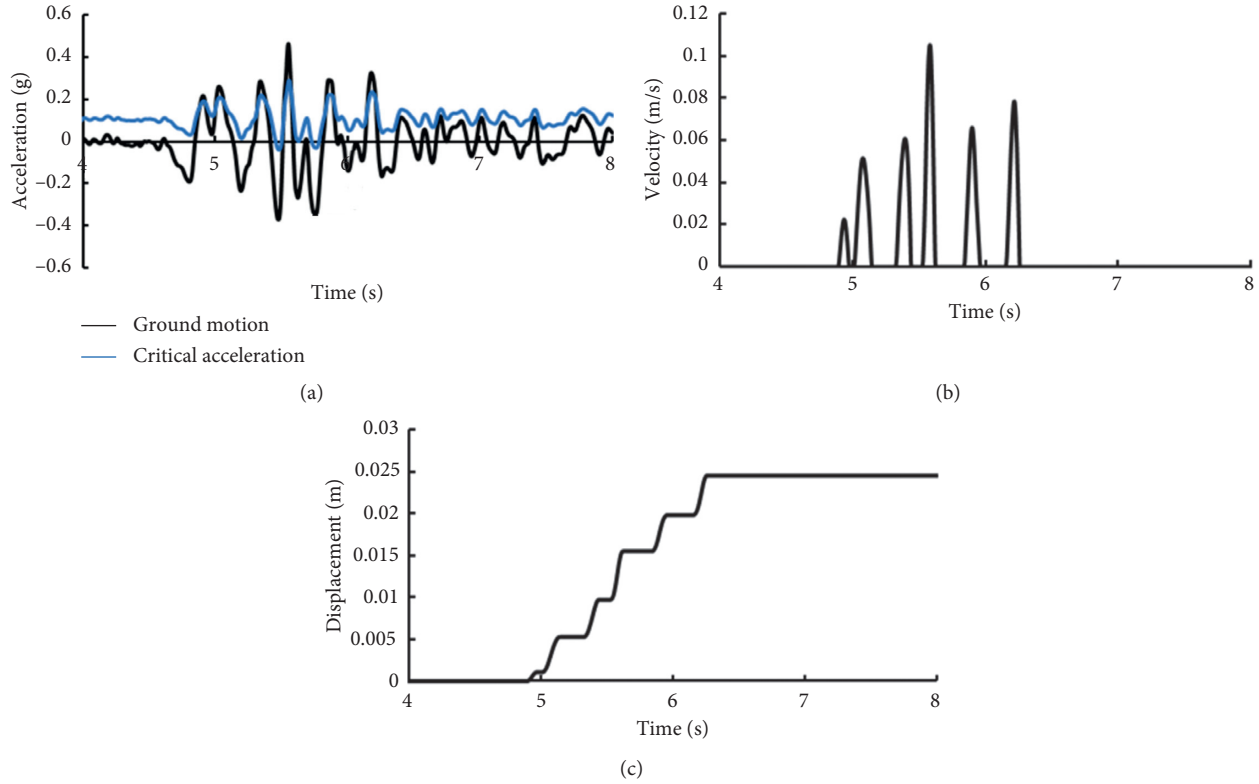 0.6
0.4
0.2
0
−0.2
−0.4
−0.6
Acceleration (g)
4 5 6 7 8
Time (s)
Ground motion
Critical acceleration
(a)
0.12
0.1
0.08
0.06
0.04
0.02
0
Velocity (m/s)
4 5 6 7 8
Time (s)
(b)
0.03
0.025
0.02
0.015
0.01
0.005
0
Displacement (m)
4 5 6 7 8
Time (s)
(c)